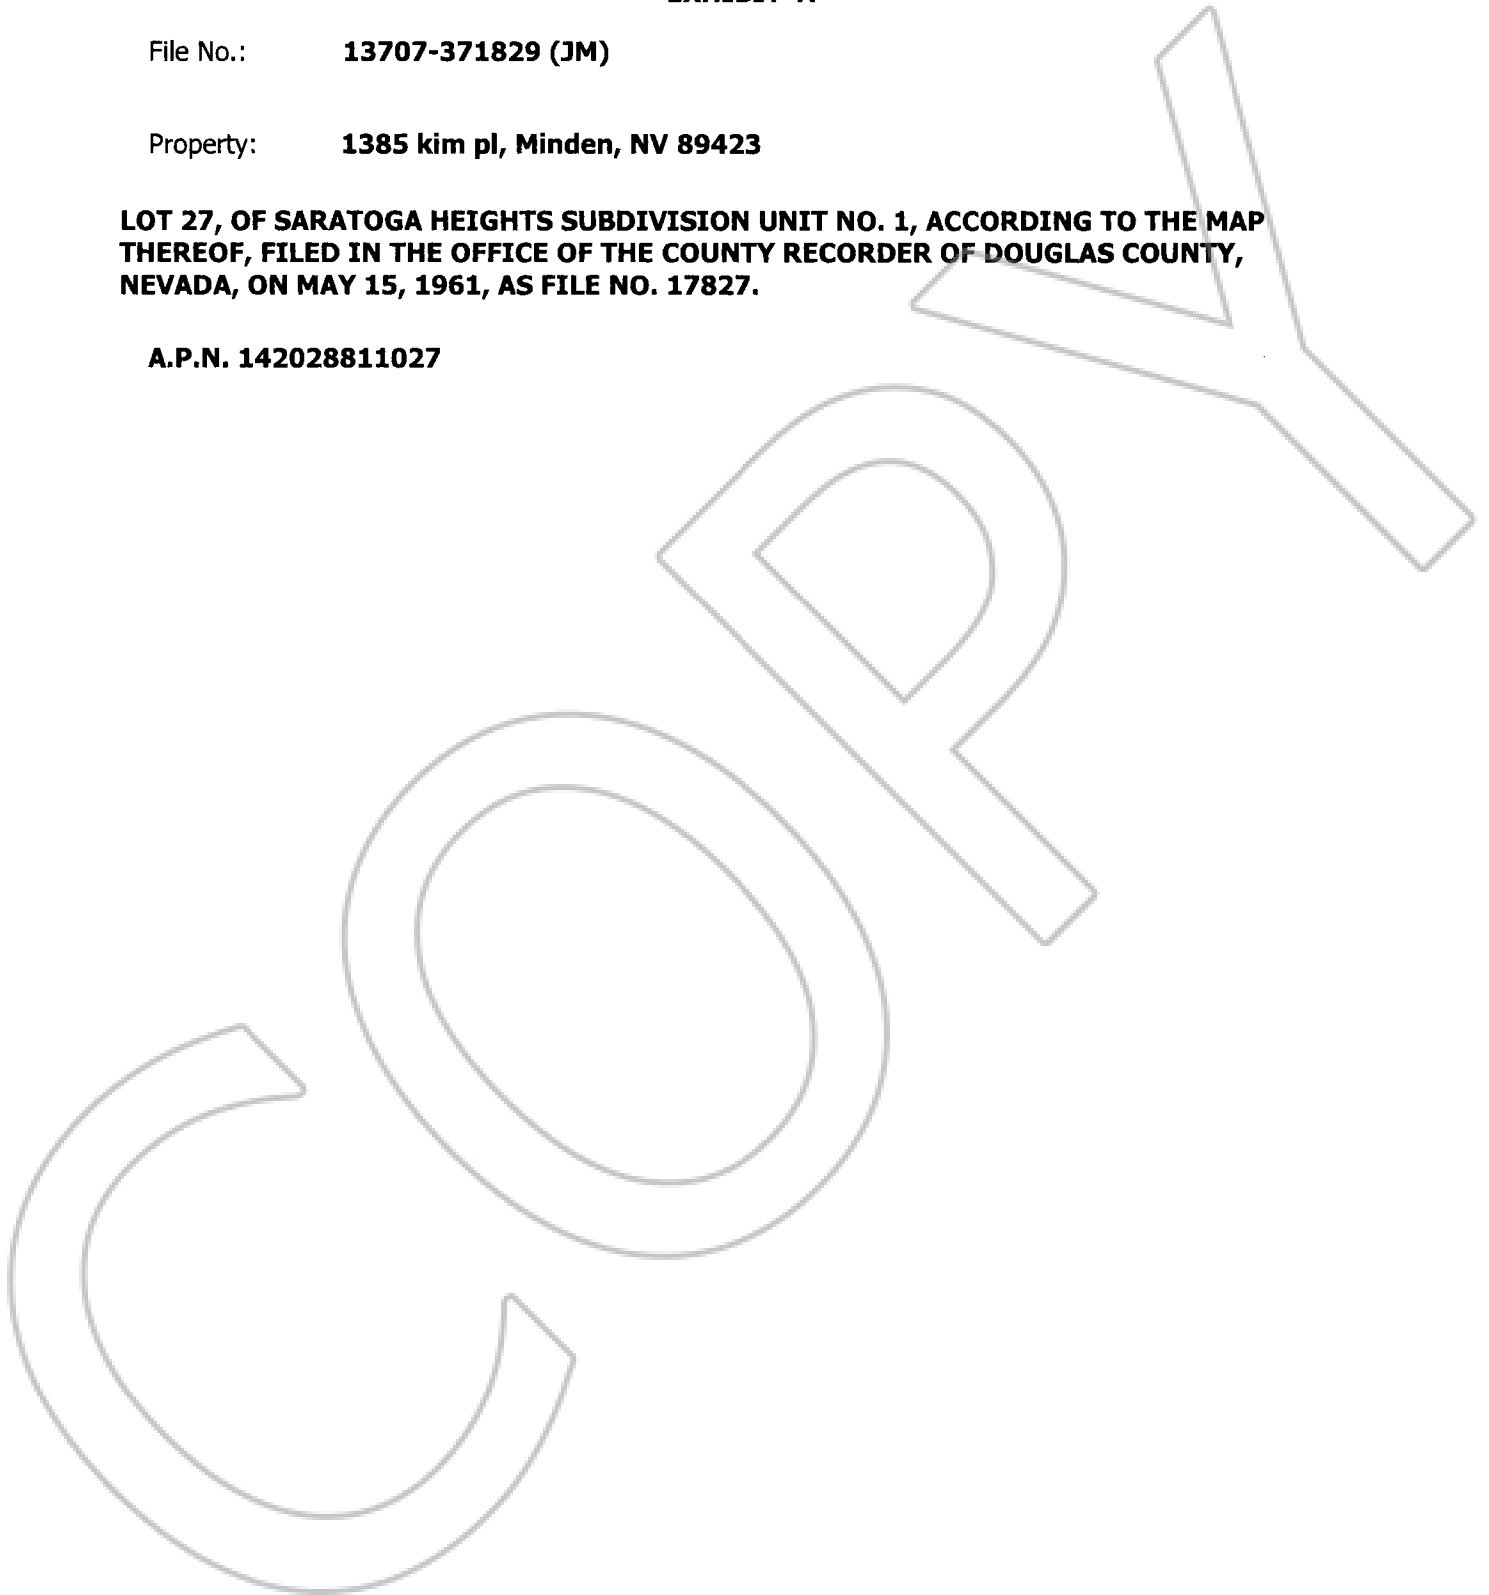 EXHIBIT "A"
File No.: 13707-371829 (JM)
Property: 1385 kim pl, Minden, NV 89423
LOT 27, OF SARATOGA HEIGHTS SUBDIVISION UNIT NO. 1, ACCORDING TO THE MAP
THEREOF, FILED IN THE OFFICE OF THE COUNTY RECORDER OF DOUGLAS COUNTY,
NEVADA, ON MAY 15, 1961, AS FILE NO. 17827.
A.P.N. 142028811027
COPY